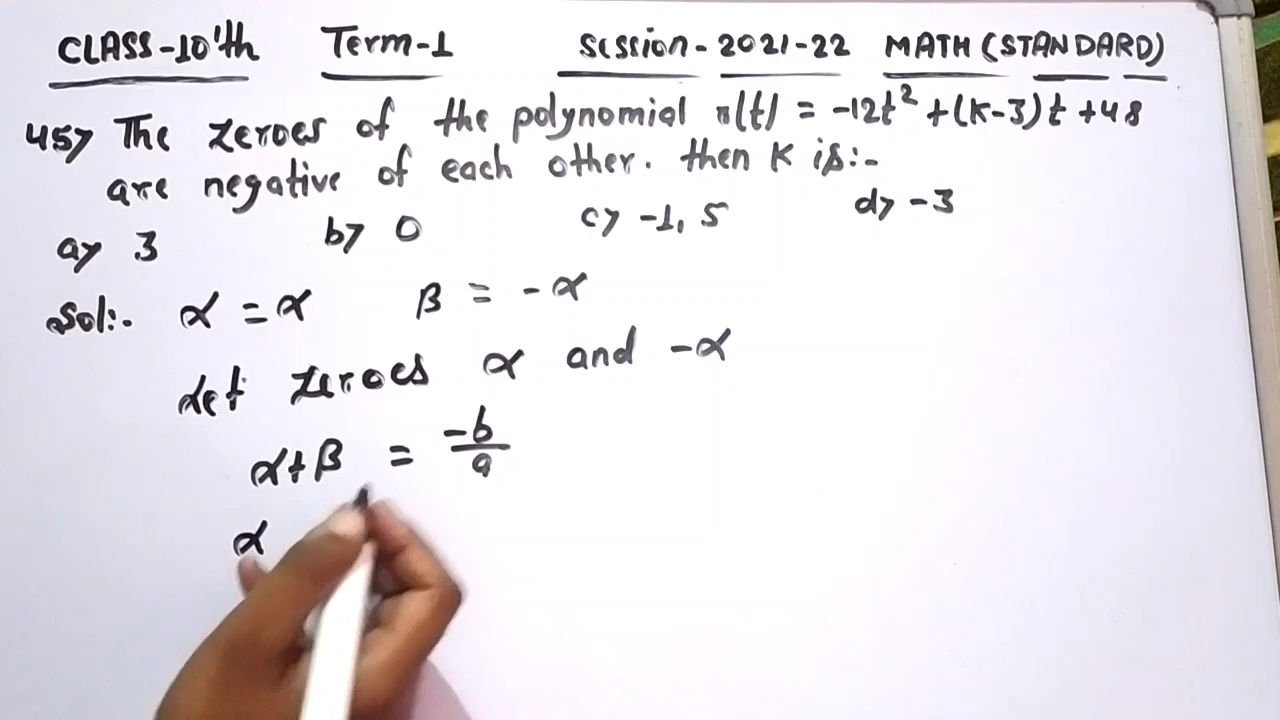 CLASS-10'th Term-1 Session-2021-22 MATH (STANDARD)
45> The zeroes of the polynomial r(t) = -12t² + (k-3)t + 48
are negative of each other. then K is:-
a> 3 b> 0 c> -1, 5 d> -3
Sol:- α = α β = -α
Let zeroes α and -α
α+β = -b/a
α